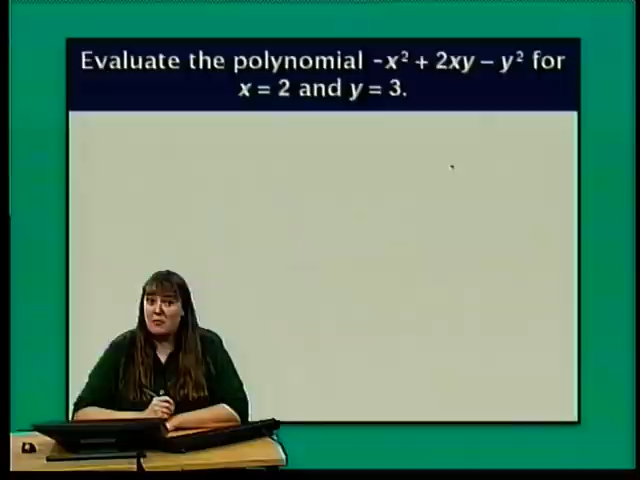 Evaluate the polynomial -x² + 2xy – y² for
x = 2 and y = 3.